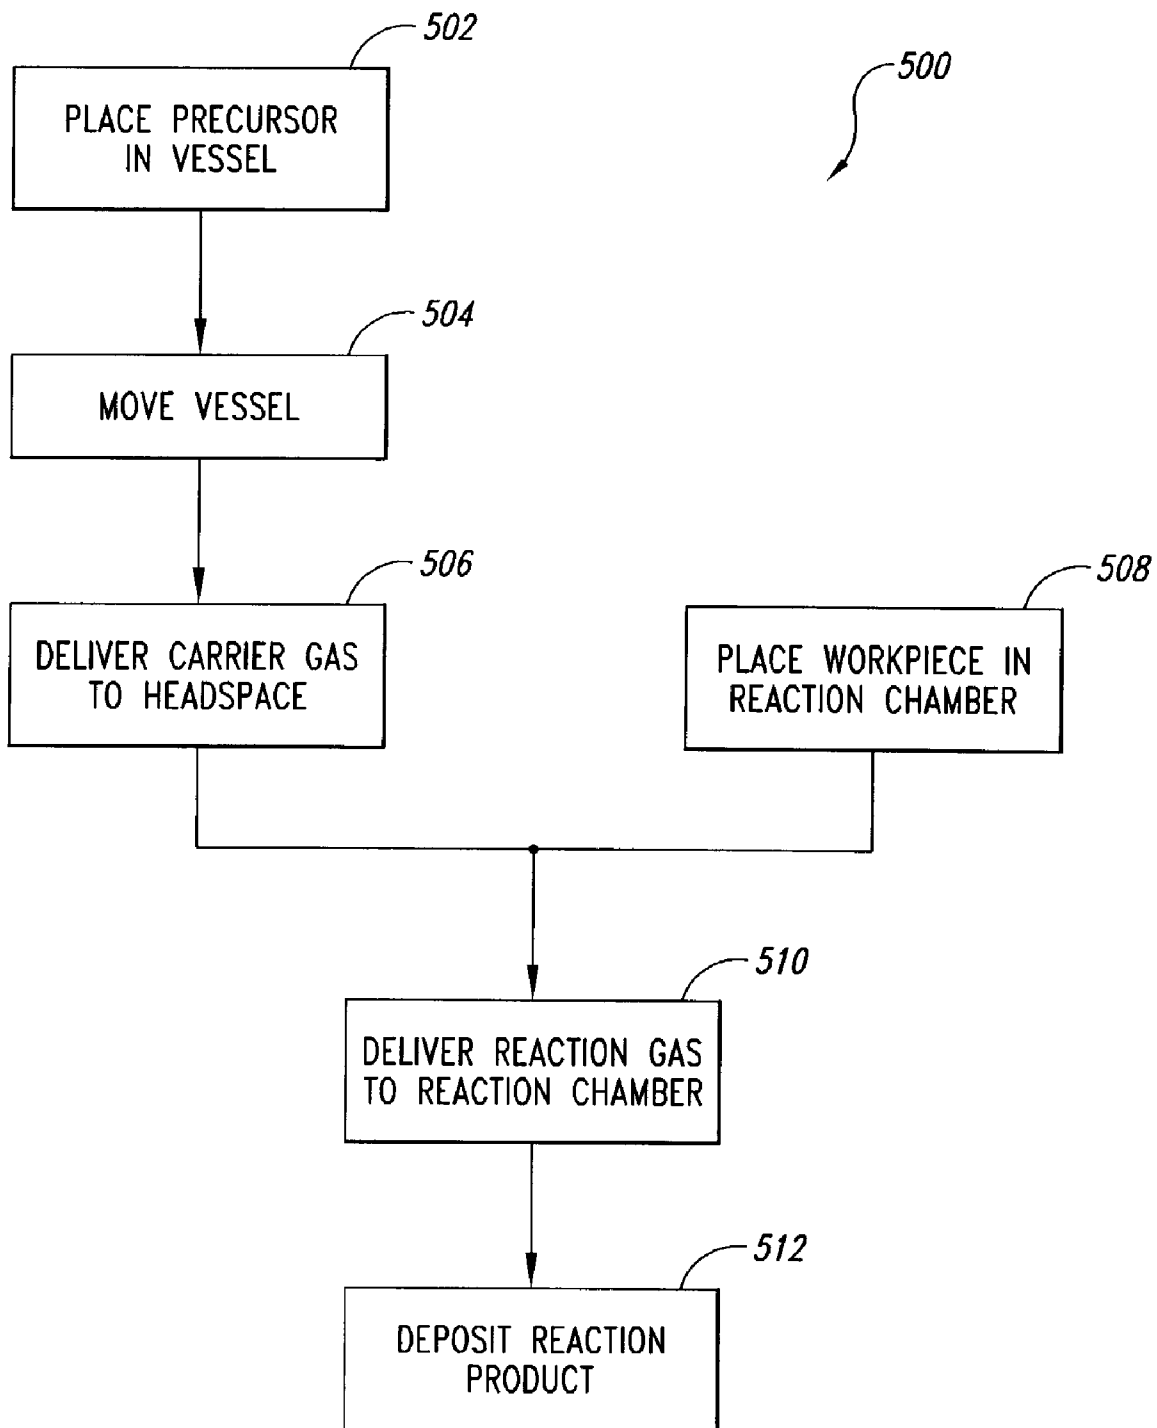 502
500
PLACE PRECURSOR
IN VESSEL
504
MOVE VESSEL
506
508
DELIVER CARRIER GAS
TO HEADSPACE
PLACE WORKPIECE IN
REACTION CHAMBER
510
DELIVER REACTION GAS
TO REACTION CHAMBER
512
DEPOSIT REACTION
PRODUCT